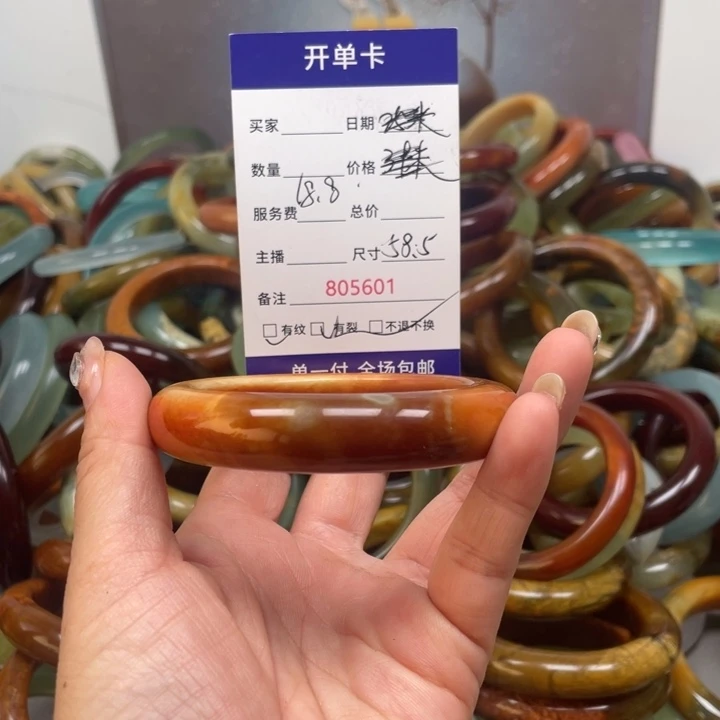 开单卡
买家 日期
数量 价格
68.8
服务费 总价
主播 尺寸 58.5
备注 805601
有纹 有裂 不退不换
单一付 全场包邮